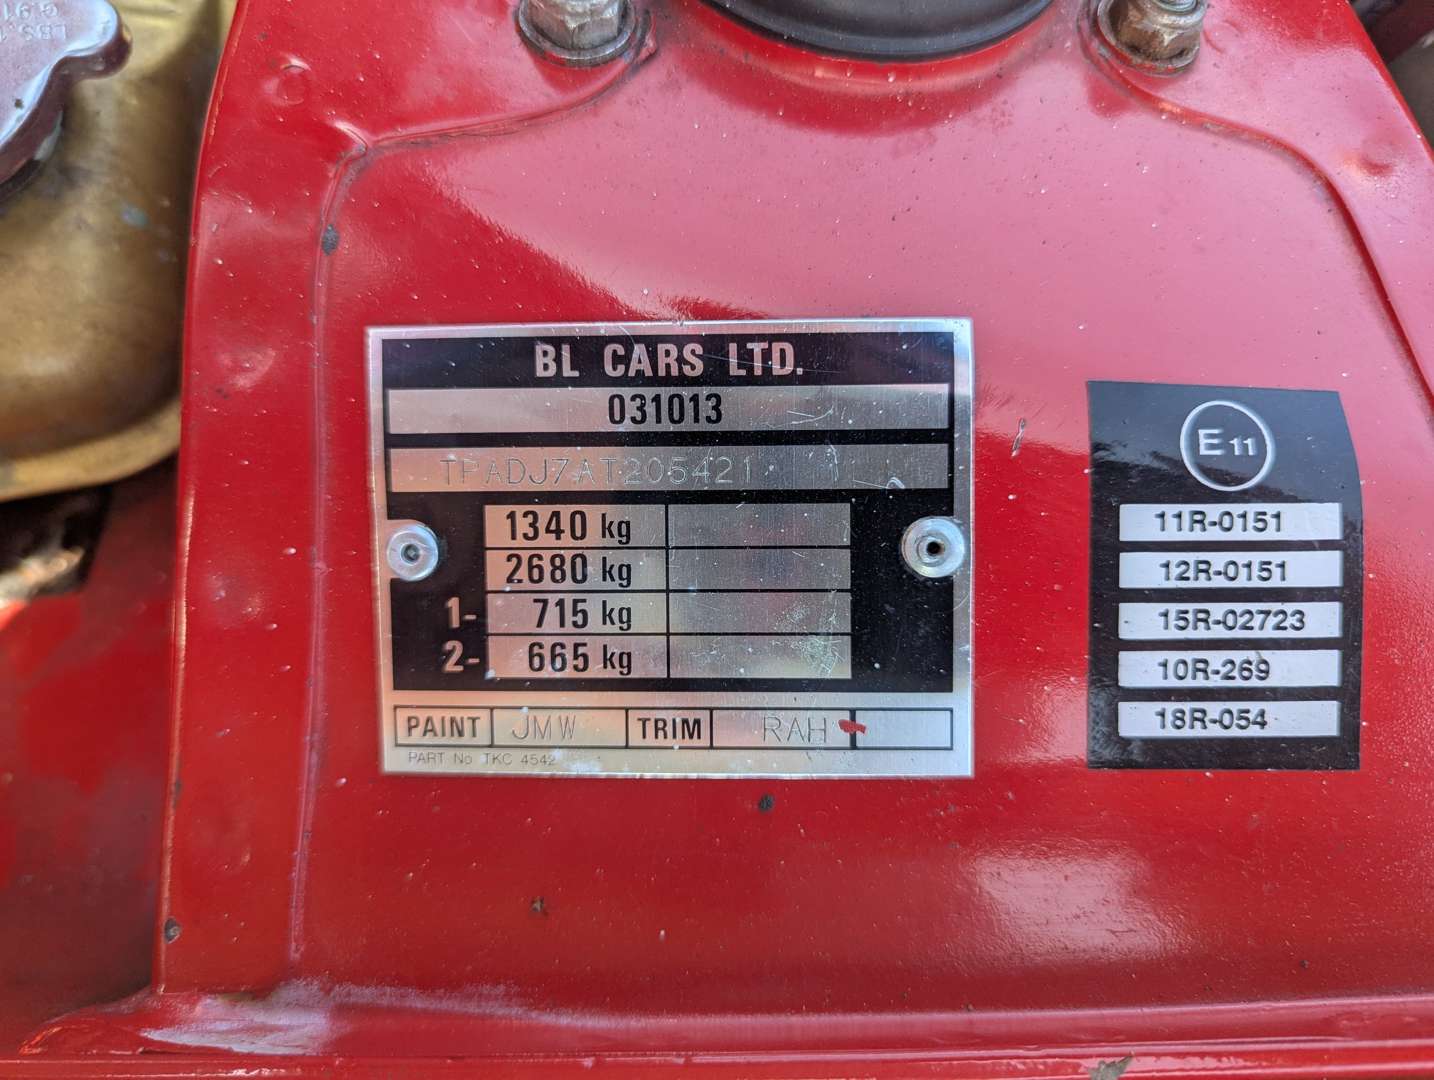 BL CARS LTD.
031013
TPADJ7AT205421
1340 kg
2680 kg
1- 715 kg
2- 665 kg
PAINT JMW TRIM RAH
PART No TKC 4542
E 11
11R-0151
12R-0151
15R-02723
10R-269
18R-054